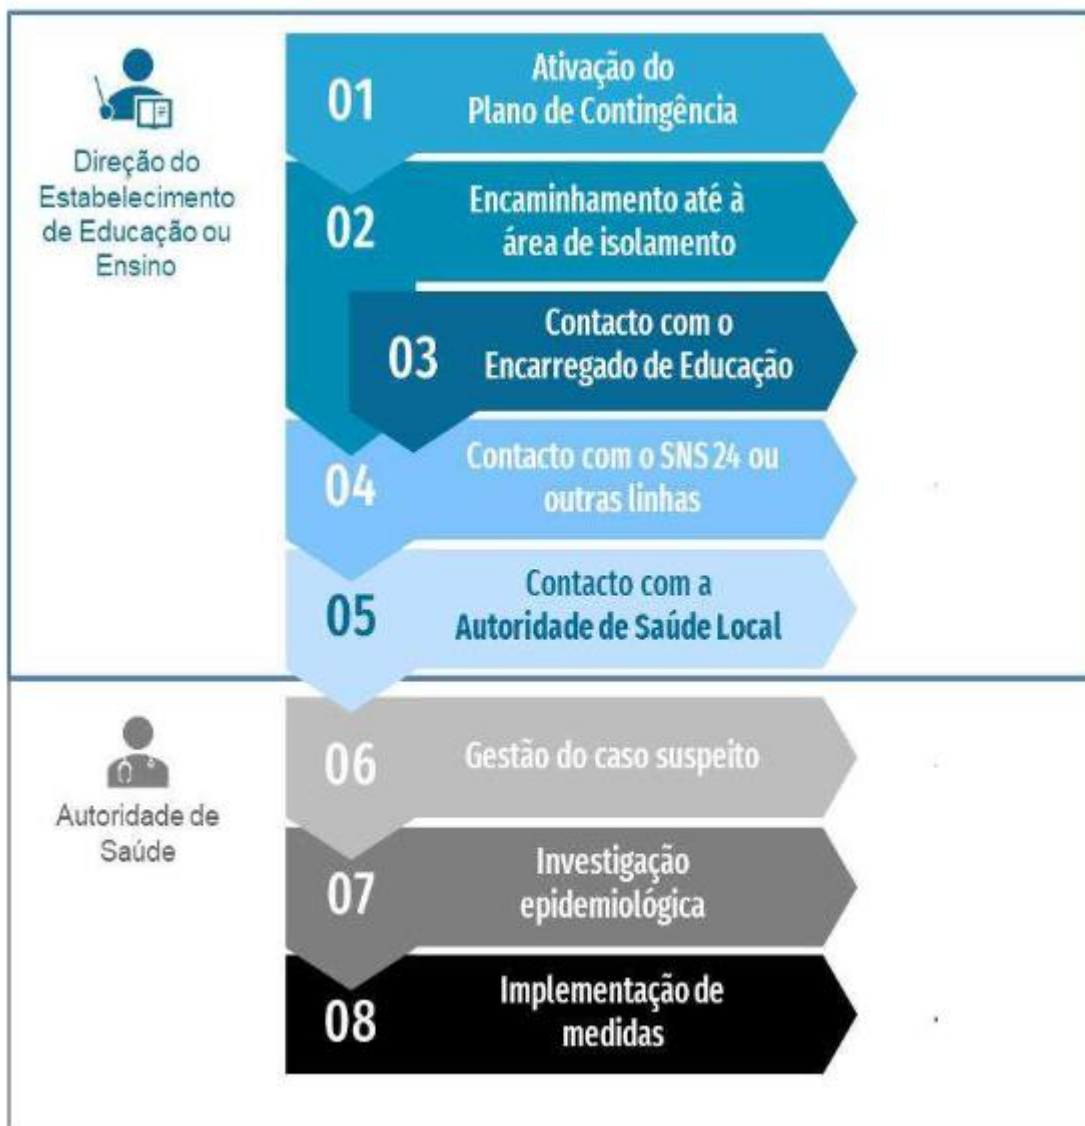 Direção do
Estabelecimento
de Educação ou
Ensino
01
Ativação do
Plano de Contingência
02
Encaminhamento até à
área de isolamento
03
Contacto com o
Encarregado de Educação
04
Contacto com o SNS 24 ou
outras linhas
05
Contacto com a
Autoridade de Saúde Local
Autoridade de
Saúde
06
Gestão do caso suspeito
07
Investigação
epidemiológica
08
Implementação de
medidas